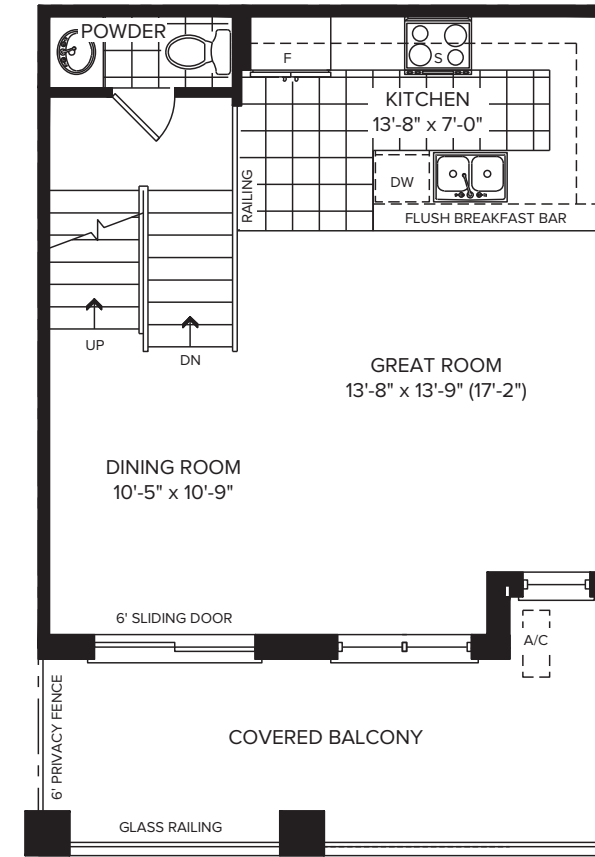 POWDER
F
S
KITCHEN
13'-8" x 7'-0"
RAILING
DW
FLUSH BREAKFAST BAR
UP
DN
GREAT ROOM
13'-8" x 13'-9" (17'-2")
DINING ROOM
10'-5" x 10'-9"
6' SLIDING DOOR
A/C
6' PRIVACY FENCE
COVERED BALCONY
GLASS RAILING